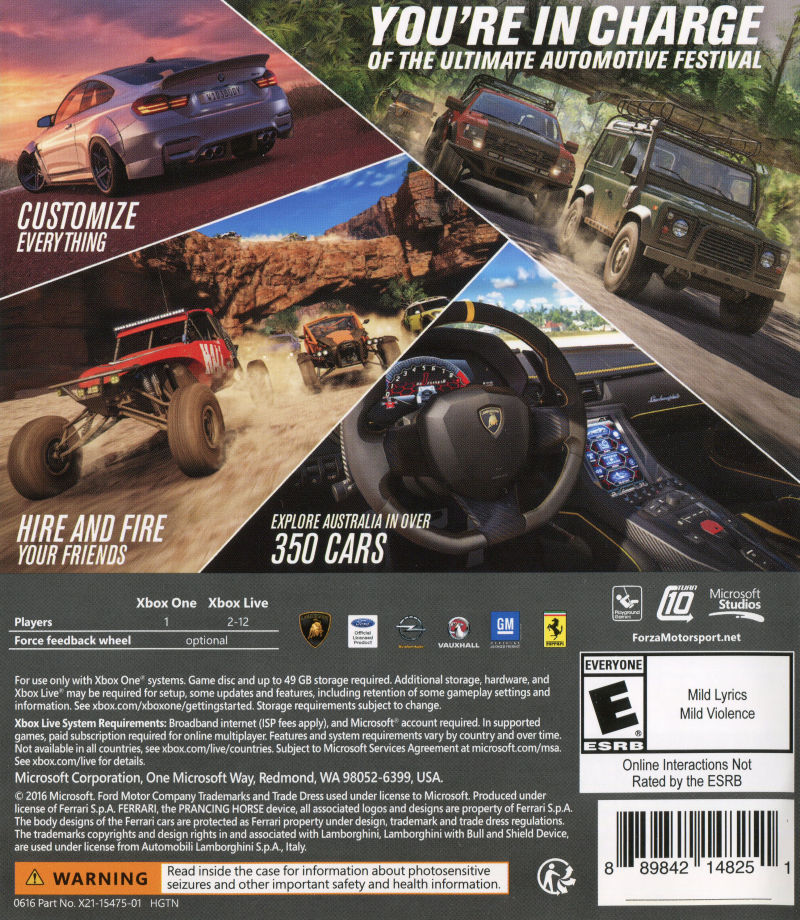 YOU'RE IN CHARGE
OF THE ULTIMATE AUTOMOTIVE FESTIVAL
CUSTOMIZE
EVERYTHING
HIRE AND FIRE
YOUR FRIENDS
EXPLORE AUSTRALIA IN OVER
350 CARS
Xbox One Xbox Live
Players 1 2-12
Force feedback wheel optional
Ford
Official
Licensed
Product
VAUXHALL
GM
Ferrari
Playground
Games
TURN
10
Microsoft
Studios
ForzaMotorsport.net
For use only with Xbox One® systems. Game disc and up to 49 GB storage required. Additional storage, hardware, and
Xbox Live® may be required for setup, some updates and features, including retention of some gameplay settings and
information. See xbox.com/xboxone/gettingstarted. Storage requirements subject to change.
Xbox Live System Requirements: Broadband internet (ISP fees apply), and Microsoft® account required. In supported
games, paid subscription required for online multiplayer. Features and system requirements vary by country and over time.
Not available in all countries, see xbox.com/live/countries. Subject to Microsoft Services Agreement at microsoft.com/msa.
See xbox.com/live for details.
Microsoft Corporation, One Microsoft Way, Redmond, WA 98052-6399, USA.
© 2016 Microsoft. Ford Motor Company Trademarks and Trade Dress used under license to Microsoft. Produced under
license of Ferrari S.p.A. FERRARI, the PRANCING HORSE device, all associated logos and designs are property of Ferrari S.p.A.
The body designs of the Ferrari cars are protected as Ferrari property under design, trademark and trade dress regulations.
The trademarks copyrights and design rights in and associated with Lamborghini, Lamborghini with Bull and Shield Device,
are used under license from Automobili Lamborghini S.p.A., Italy.
EVERYONE
E
®
ESRB
Mild Lyrics
Mild Violence
Online Interactions Not
Rated by the ESRB
WARNING
Read inside the case for information about photosensitive
seizures and other important safety and health information.
8 89842 14825 1
0616 Part No. X21-15475-01 HGTN